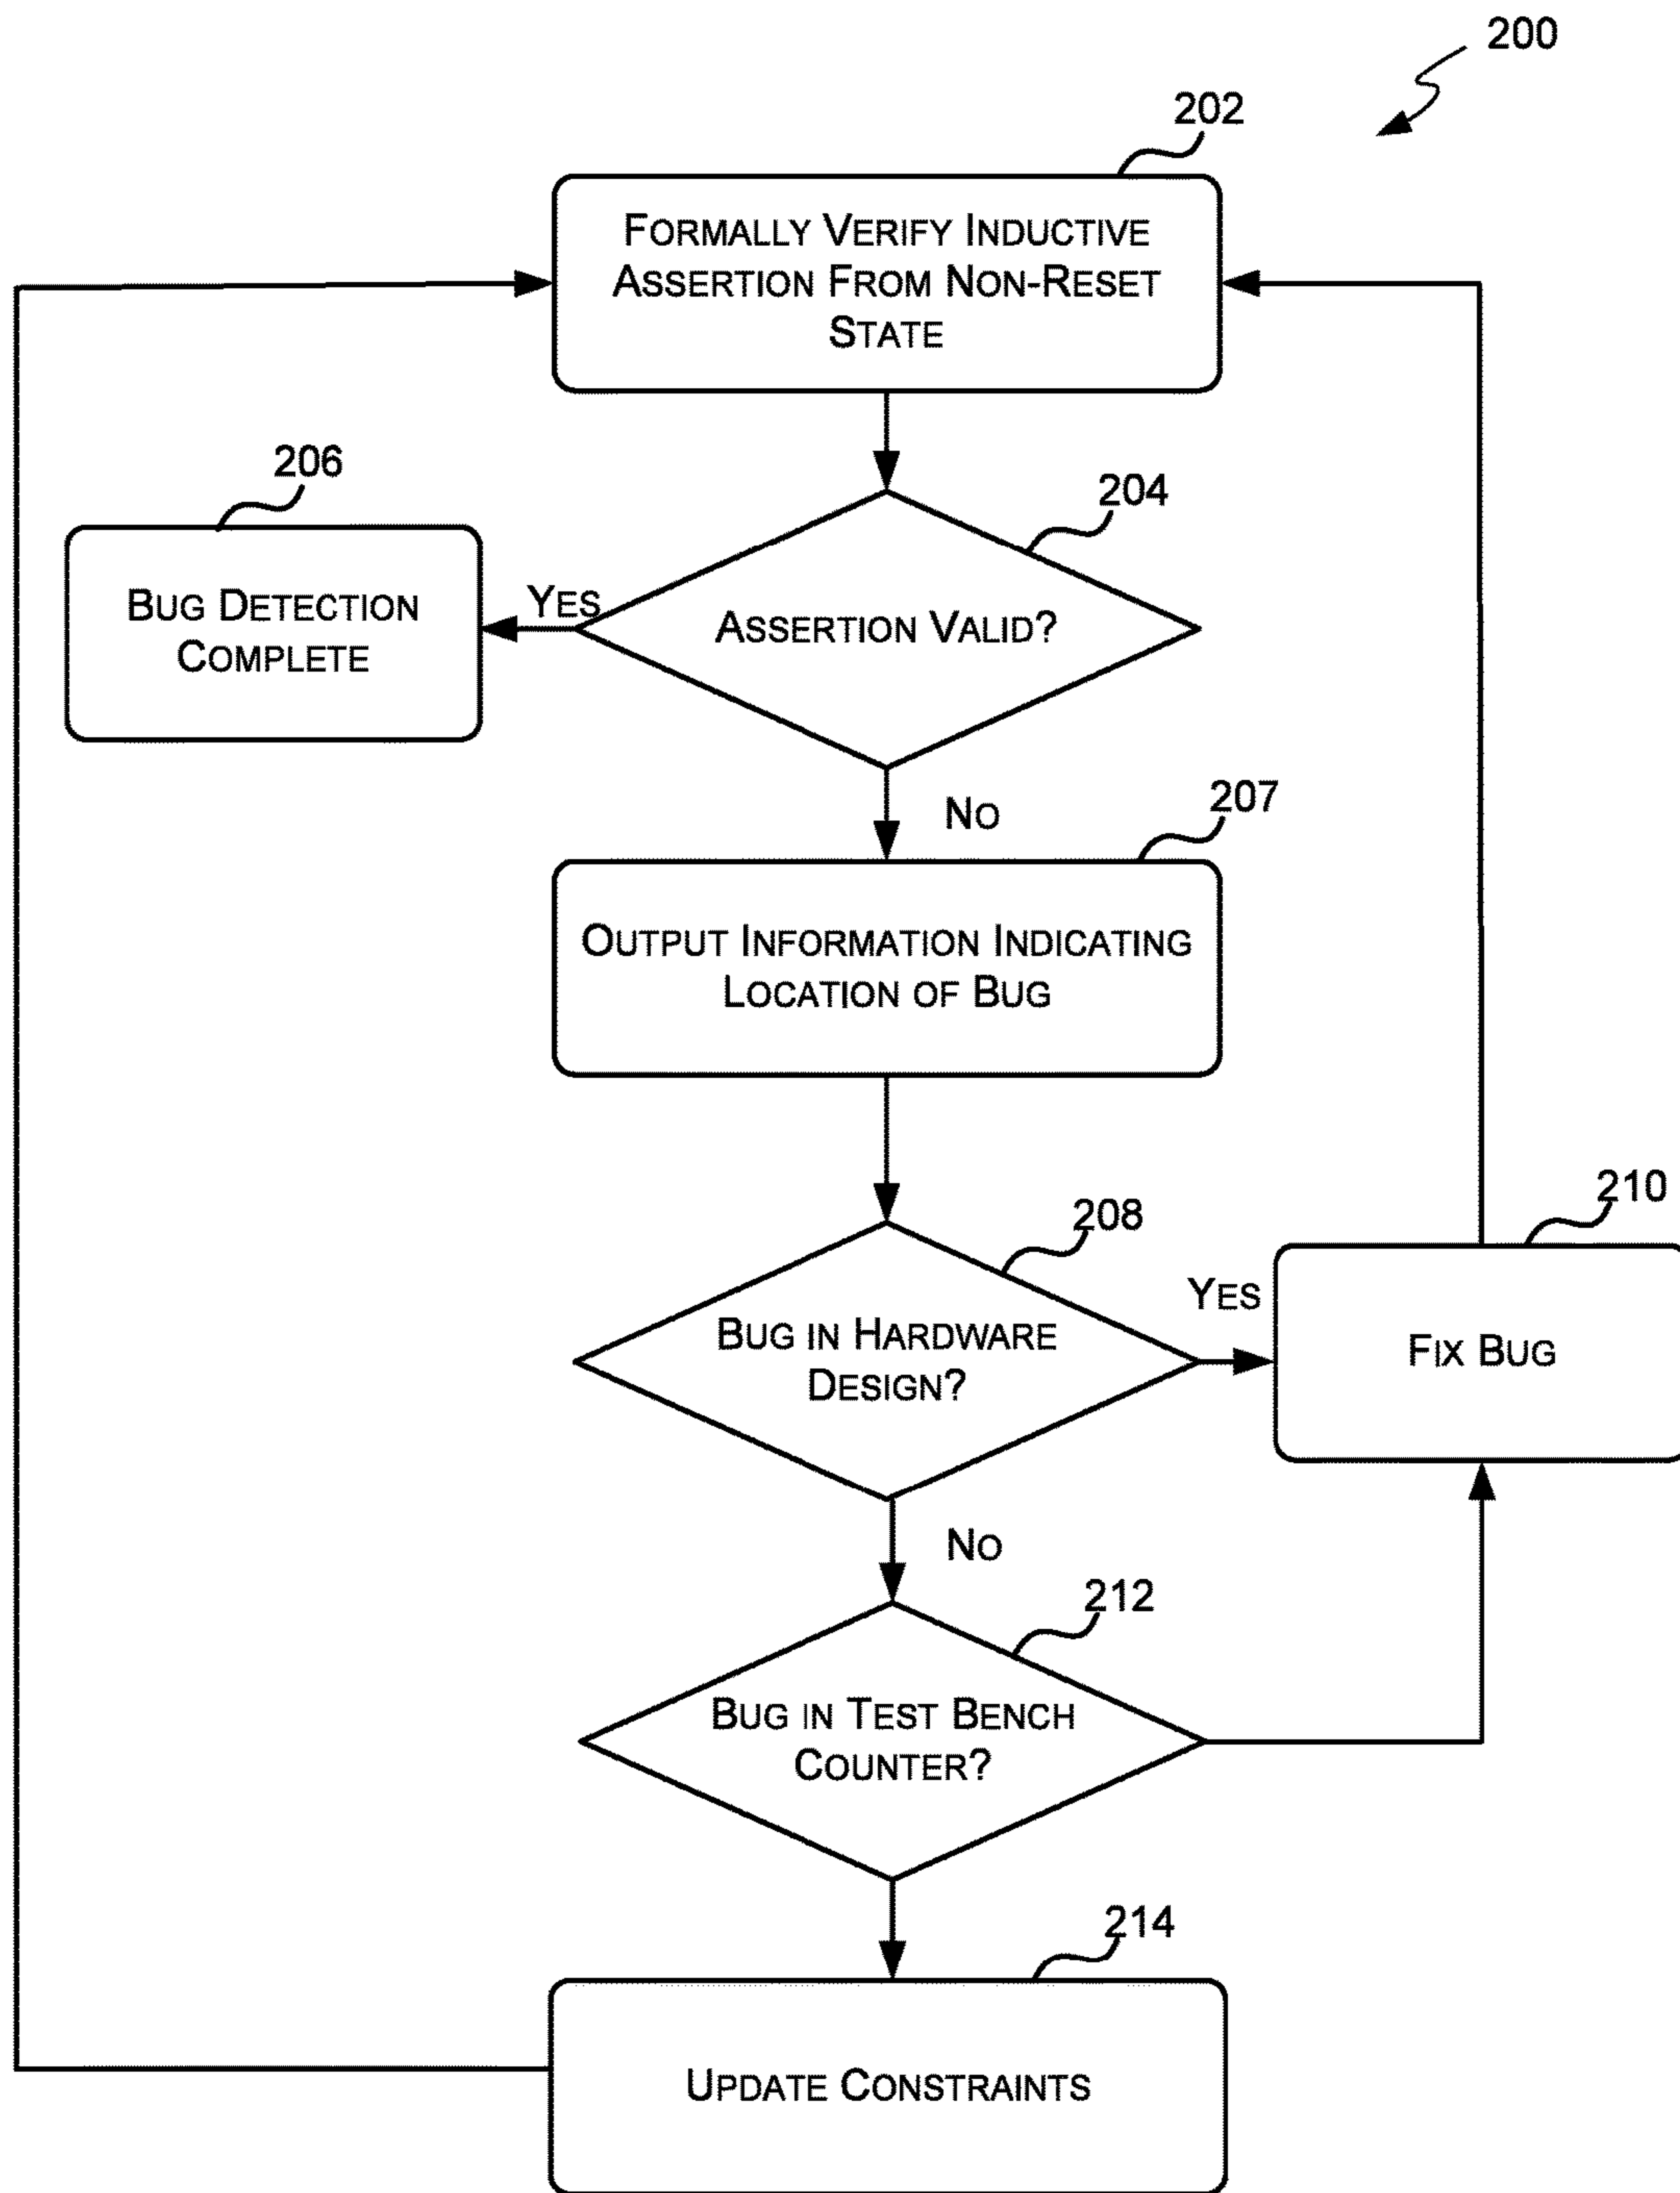 200
202
FORMALLY VERIFY INDUCTIVE
ASSERTION FROM NON-RESET
STATE
206
204
BUG DETECTION
COMPLETE
YES
ASSERTION VALID?
NO
207
OUTPUT INFORMATION INDICATING
LOCATION OF BUG
208
210
YES
BUG IN HARDWARE
DESIGN?
FIX BUG
NO
212
BUG IN TEST BENCH
COUNTER?
214
UPDATE CONSTRAINTS